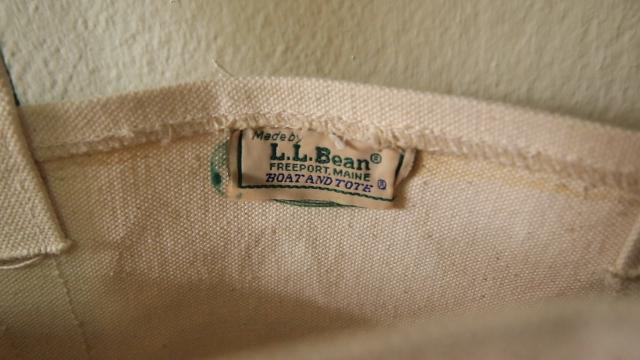 Made by
L.L.Bean®
FREEPORT, MAINE
BOAT AND TOTE ®